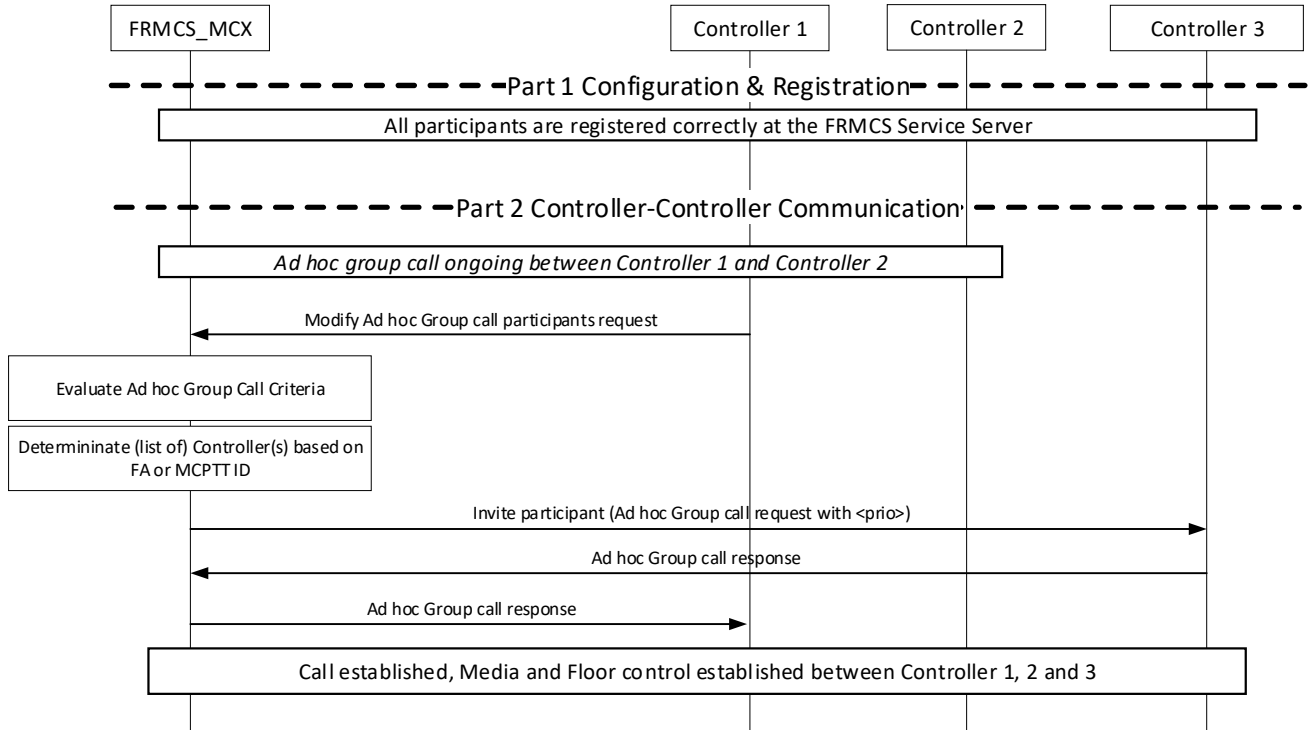 FRMCS_MCX
Controller 1
Controller 2
Controller 3
Part 1 Configuration & Registration
All participants are registered correctly at the FRMCS Service Server
Part 2 Controller-Controller Communication
Ad hoc group call ongoing between Controller 1 and Controller 2
Modify Ad hoc Group call participants request
Evaluate Ad hoc Group Call Criteria
Determininate (list of) Controller(s) based on
FA or MCPTT ID
Invite participant (Ad hoc Group call request with <prio>)
Ad hoc Group call response
Ad hoc Group call response
Call established, Media and Floor control established between Controller 1, 2 and 3